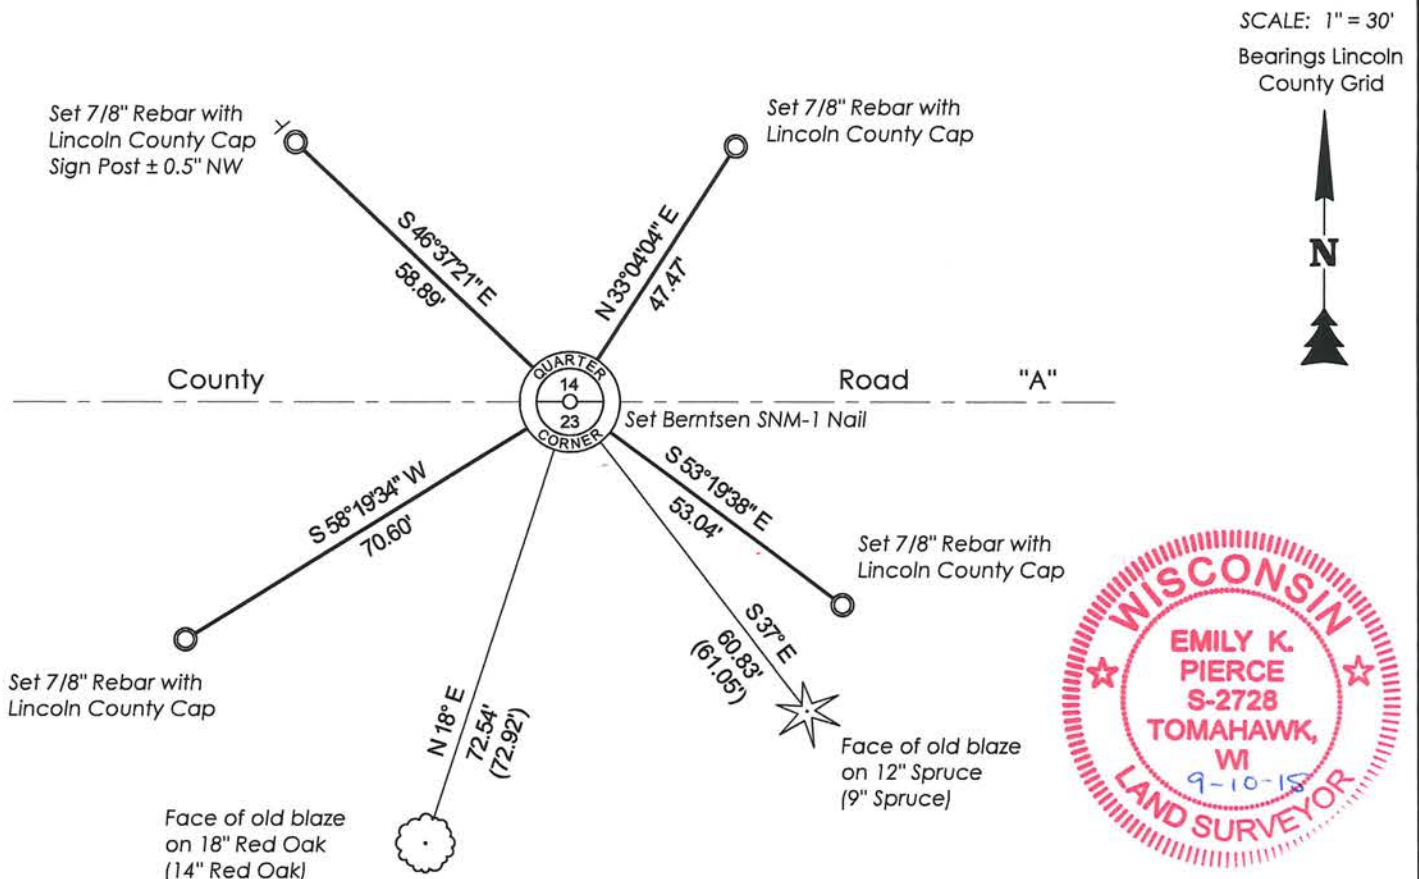 SCALE: 1" = 30'
Bearings Lincoln
County Grid
N
Set 7/8" Rebar with
Lincoln County Cap
Sign Post ± 0.5" NW
Set 7/8" Rebar with
Lincoln County Cap
S 46°37'21" E
58.89'
N 33°04'04" E
47.47'
County
Road
"A"
QUARTER
14
23
CORNER
Set Berntsen SNM-1 Nail
S 58°19'34" W
70.60'
S 53°19'38" E
53.04'
Set 7/8" Rebar with
Lincoln County Cap
Set 7/8" Rebar with
Lincoln County Cap
N 18° E
72.54'
(72.92')
S 37° E
60.83'
(61.05')
Face of old blaze
on 12" Spruce
(9" Spruce)
Face of old blaze
on 18" Red Oak
(14" Red Oak)
WISCONSIN
EMILY K.
PIERCE
S-2728
TOMAHAWK,
WI
9-10-15
LAND SURVEYOR